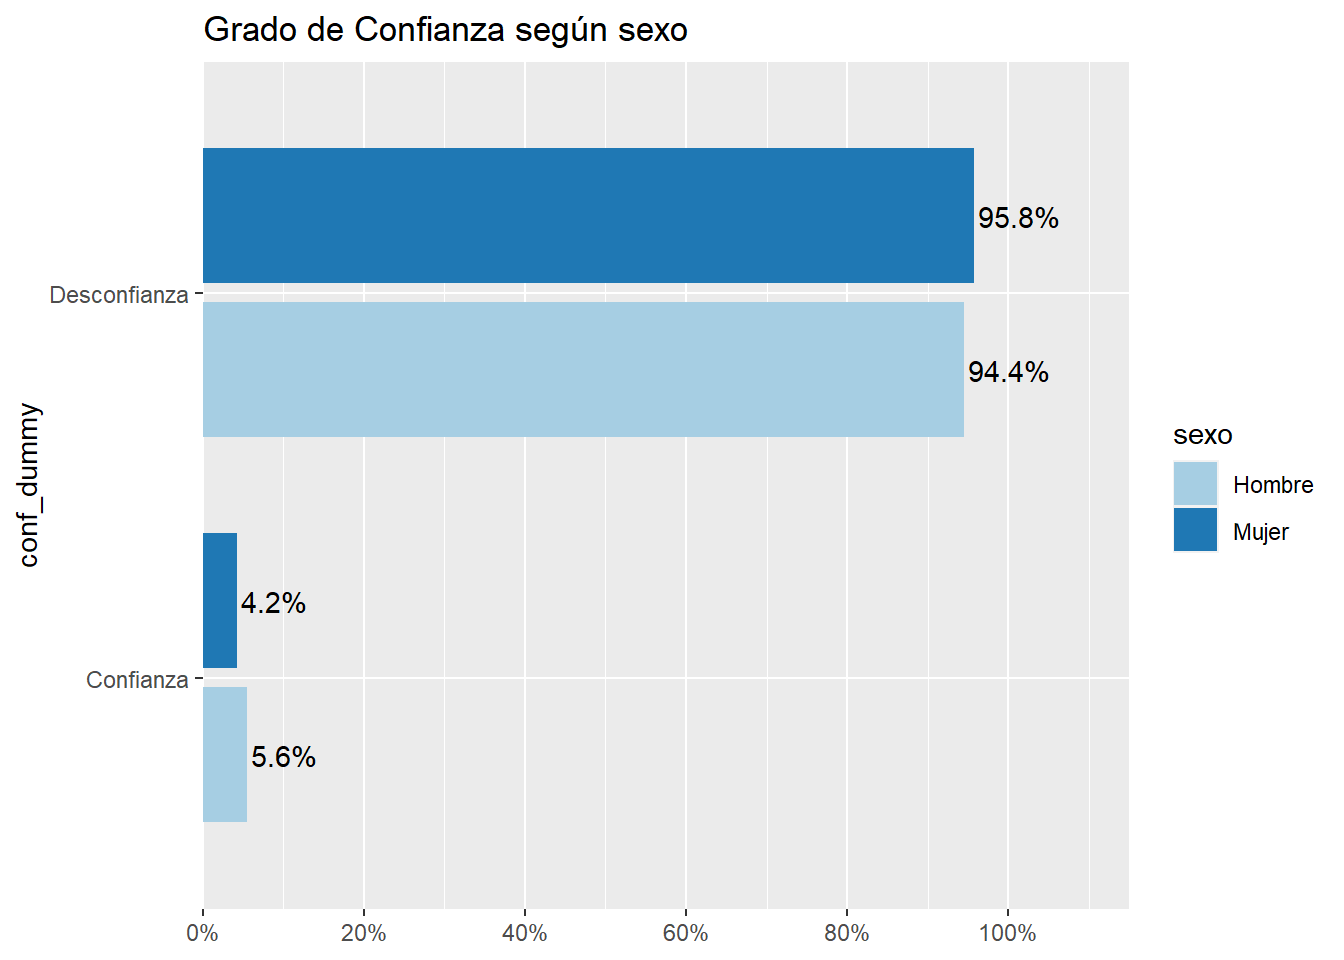 Grado de Confianza según sexo
95.8%
Desconfianza
94.4%
conf_dummy
4.2%
Confianza
5.6%
0% 20% 40% 60% 80% 100%
sexo
Hombre
Mujer